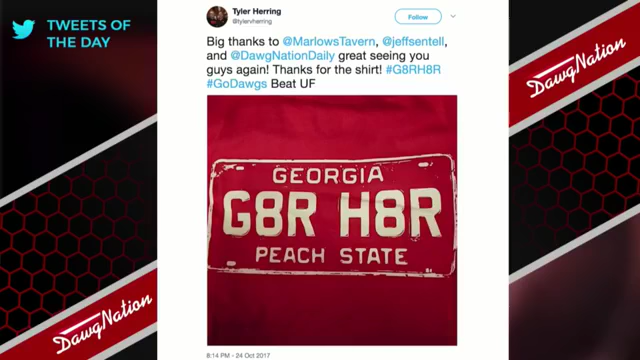 TWEETS OF
THE DAY
Tyler Herring
@tylervherring
Follow
Big thanks to @MarlowsTavern, @jeffsentell,
and @DawgNationDaily great seeing you
guys again! Thanks for the shirt! #G8RH8R
#GoDawgs Beat UF
GEORGIA
G8R H8R
PEACH STATE
8:14 PM - 24 Oct 2017
DawgNation
DawgNation